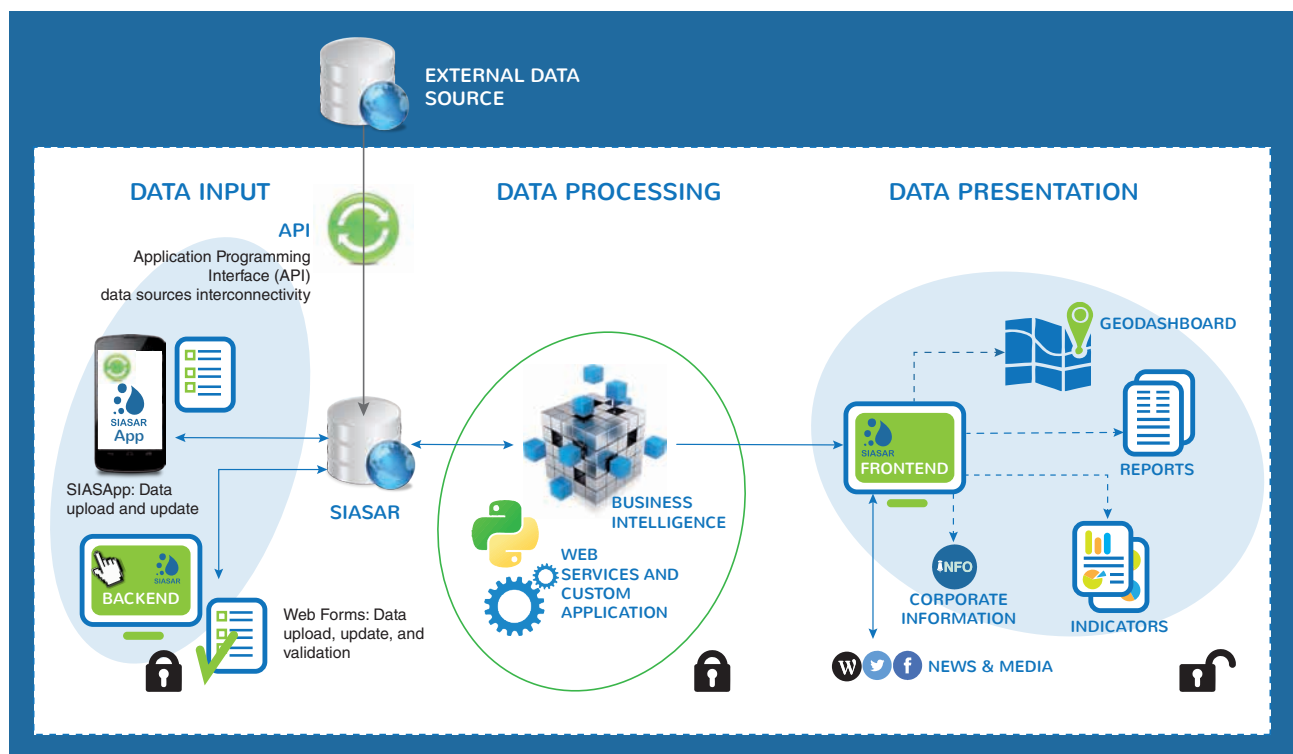 EXTERNAL DATA
SOURCE
DATA INPUT
DATA PROCESSING
DATA PRESENTATION
API
Application Programming
Interface (API)
data sources interconnectivity
SIASAR
App
SIASApp: Data
upload and update
SIASAR
BACKEND
Web Forms: Data
upload, update, and
validation
SIASAR
BUSINESS
INTELLIGENCE
WEB
SERVICES AND
CUSTOM
APPLICATION
GEODASHBOARD
SIASAR
FRONTEND
REPORTS
INFO
CORPORATE
INFORMATION
INDICATORS
W
f
NEWS & MEDIA